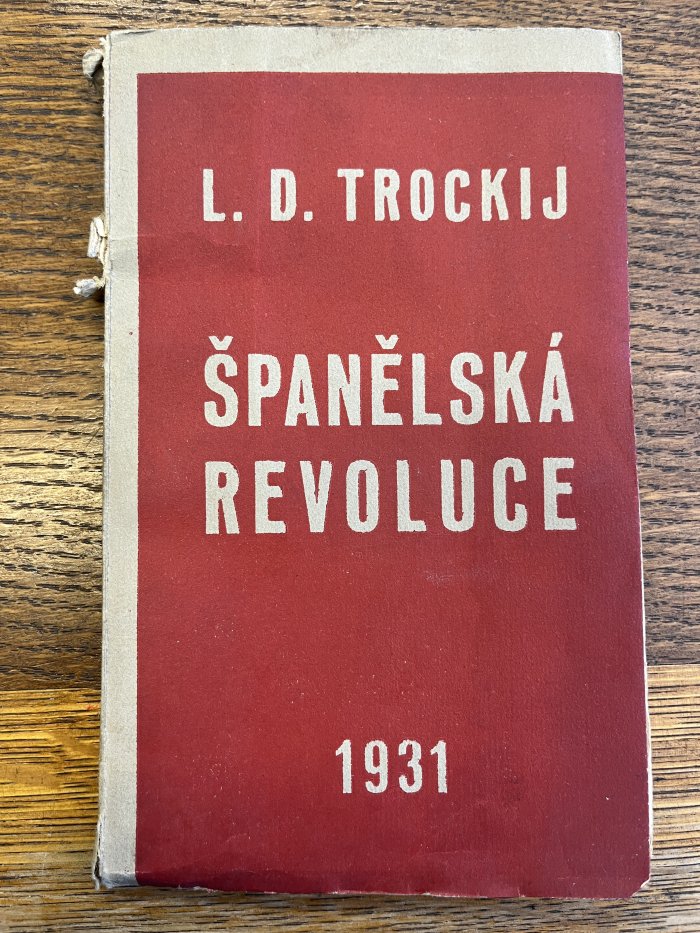 L. D. TROCKIJ
ŠPANĚLSKÁ
REVOLUCE
1931